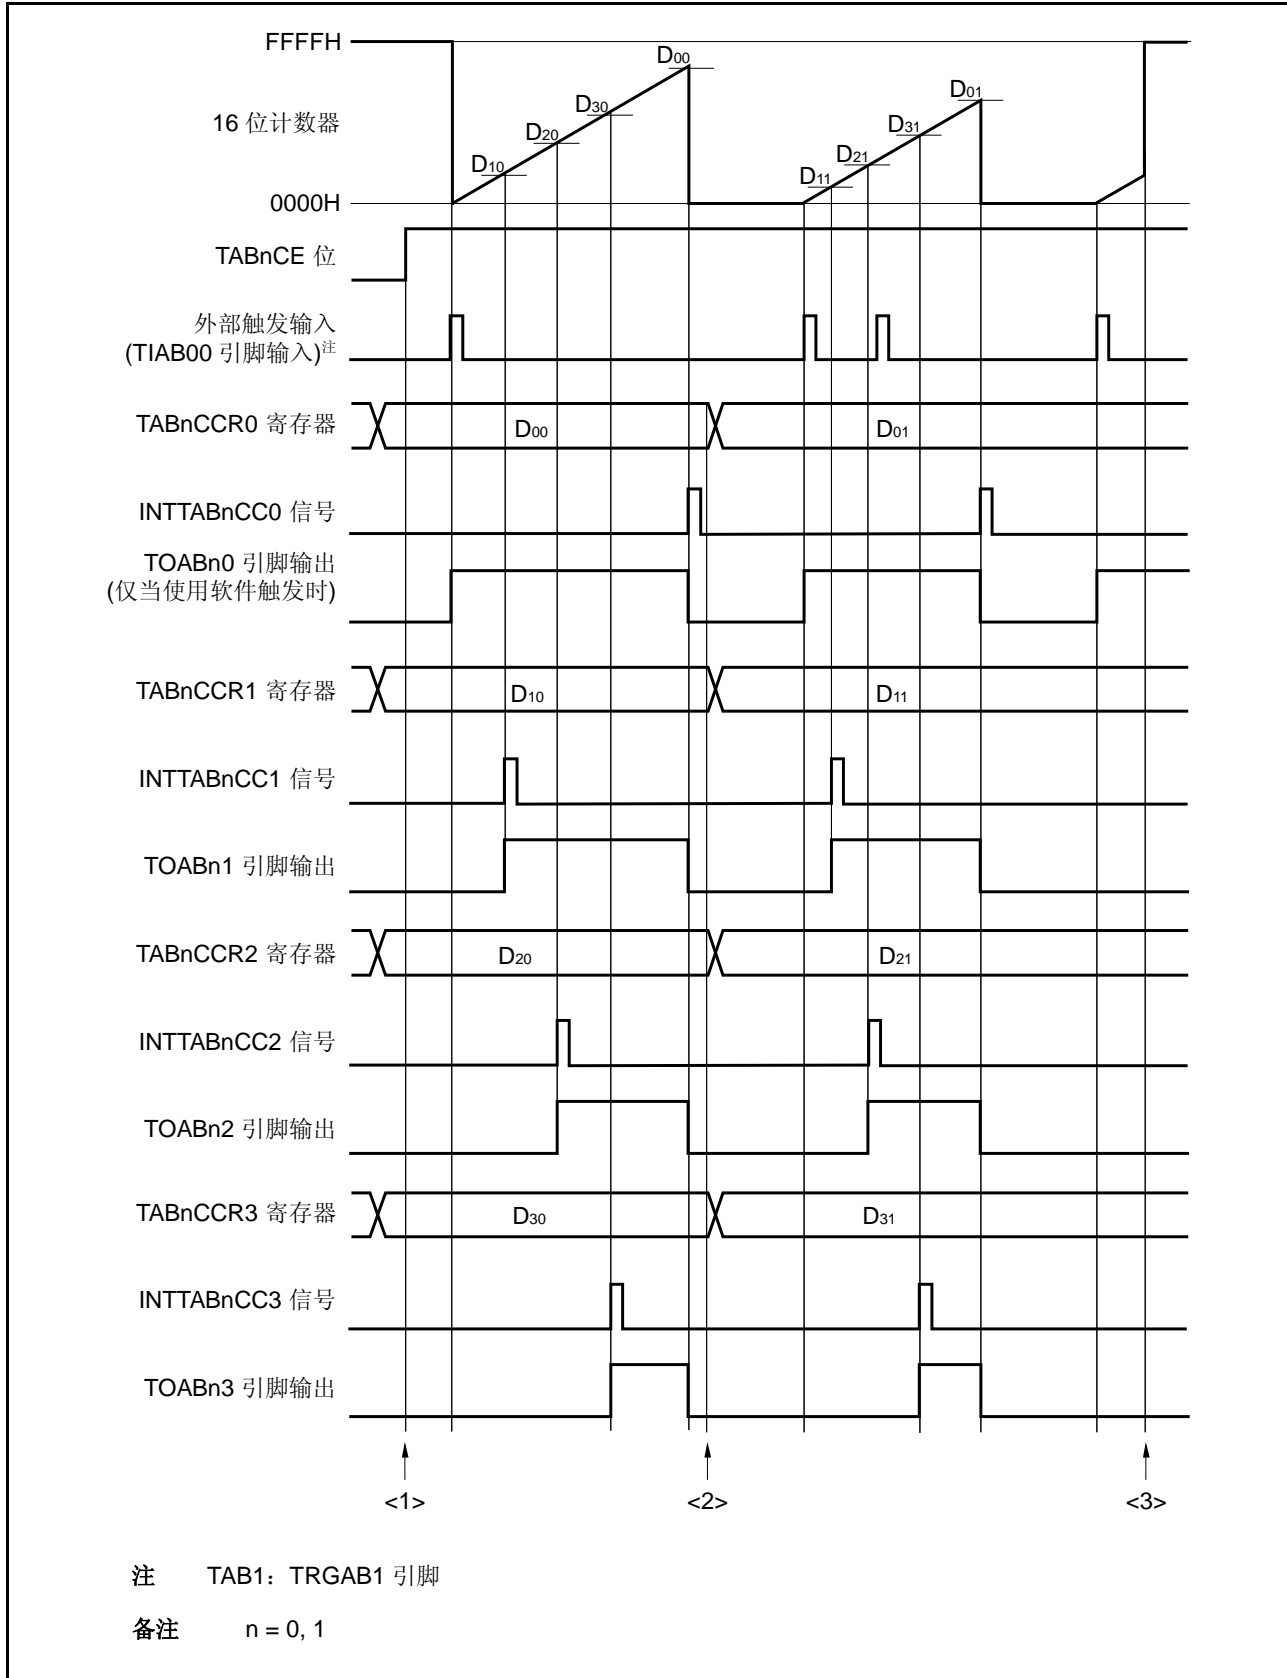 FFFFH
D00
D30
D20
D10
D01
D31
D21
D11
16 位计数器
0000H
TABnCE 位
外部触发输入
(TIAB00 引脚输入)注
TABnCCR0 寄存器
D00
D01
INTTABnCC0 信号
TOABn0 引脚输出
(仅当使用软件触发时)
TABnCCR1 寄存器
D10
D11
INTTABnCC1 信号
TOABn1 引脚输出
TABnCCR2 寄存器
D20
D21
INTTABnCC2 信号
TOABn2 引脚输出
TABnCCR3 寄存器
D30
D31
INTTABnCC3 信号
TOABn3 引脚输出
<1>
<2>
<3>
注 TAB1：TRGAB1 引脚
备注 n = 0, 1